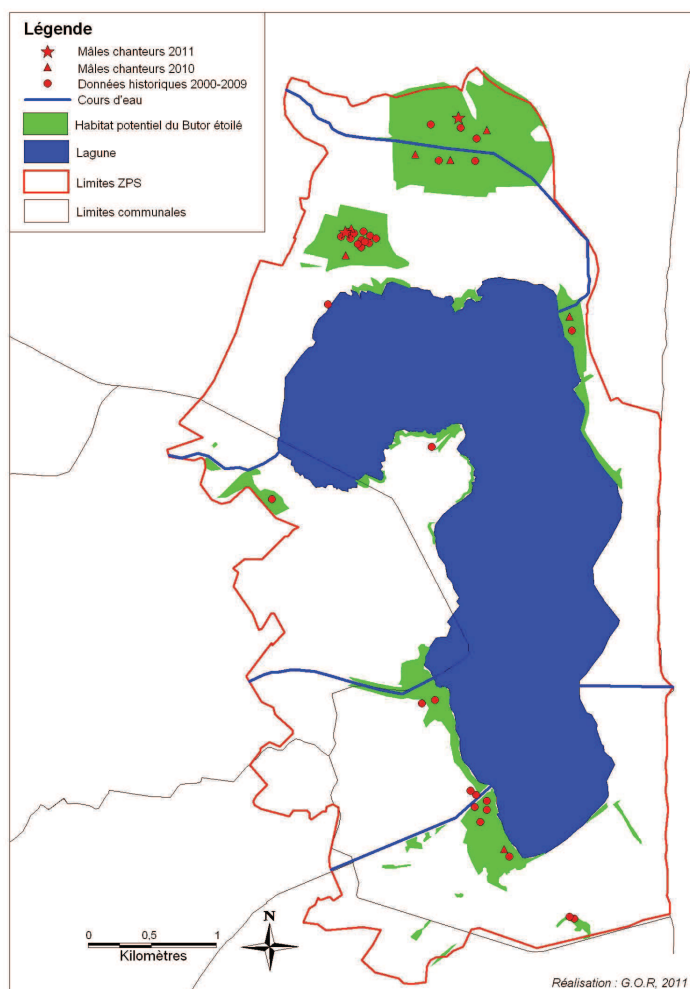 Légende
Mâles chanteurs 2011
Mâles chanteurs 2010
Données historiques 2000-2009
Cours d'eau
Habitat potentiel du Butor étoilé
Lagune
Limites ZPS
Limites communales
N
0 0,5 1
Kilomètres
Réalisation : G.O.R, 2011